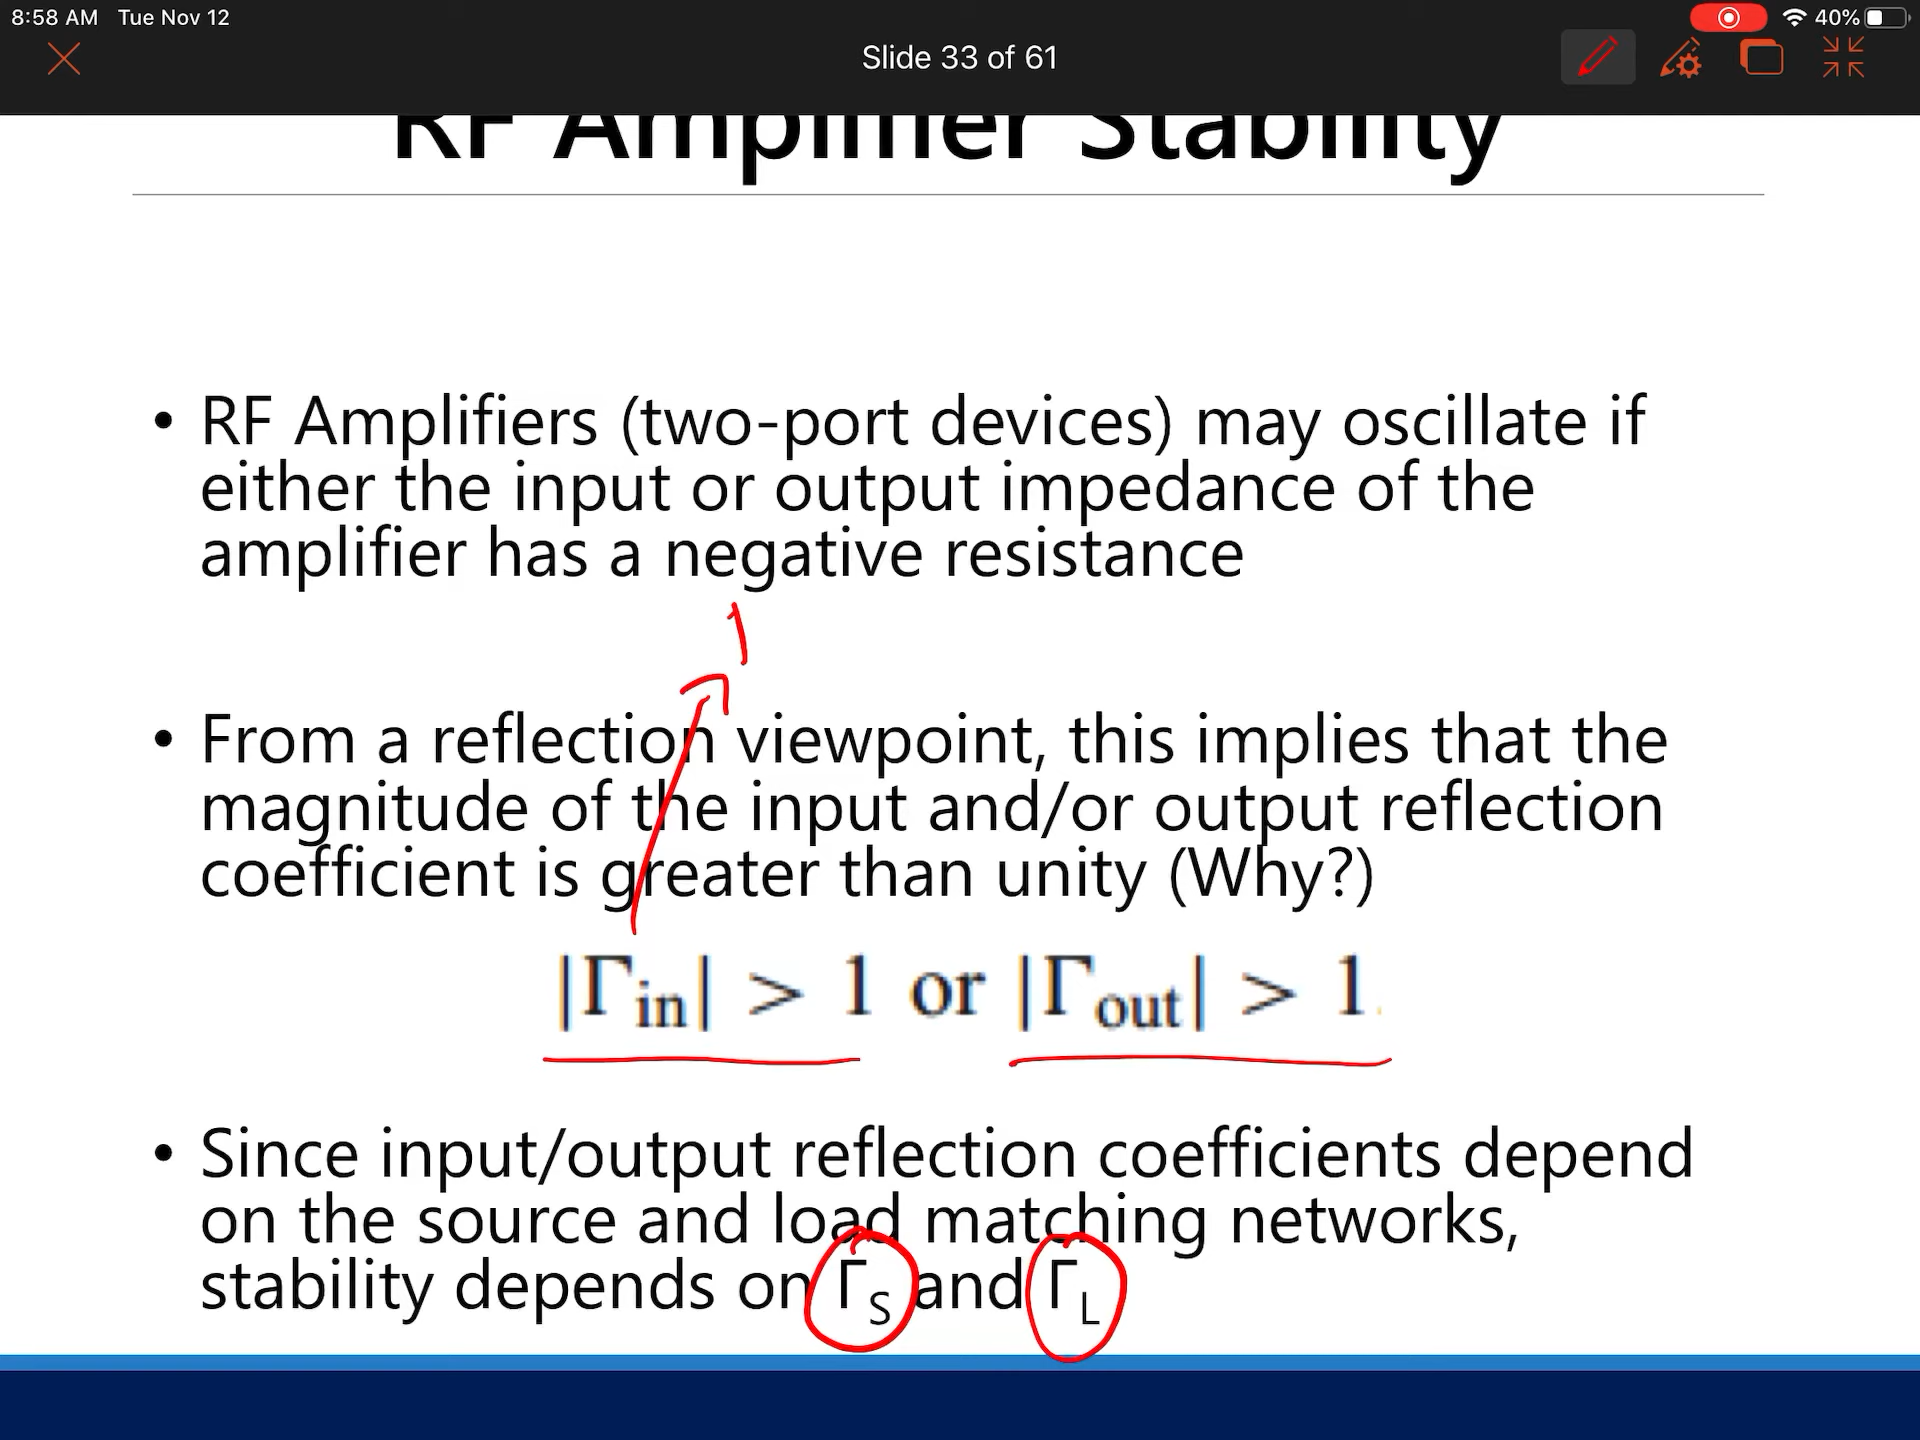 8:58 AM Tue Nov 12
40%
Slide 33 of 61
RF Amplifier Stability
• RF Amplifiers (two-port devices) may oscillate if
either the input or output impedance of the
amplifier has a negative resistance
1
• From a reflection viewpoint, this implies that the
magnitude of the input and/or output reflection
coefficient is greater than unity (Why?)
|Γin| > 1 or |Γout| > 1.
• Since input/output reflection coefficients depend
on the source and load matching networks,
stability depends on ΓS and ΓL